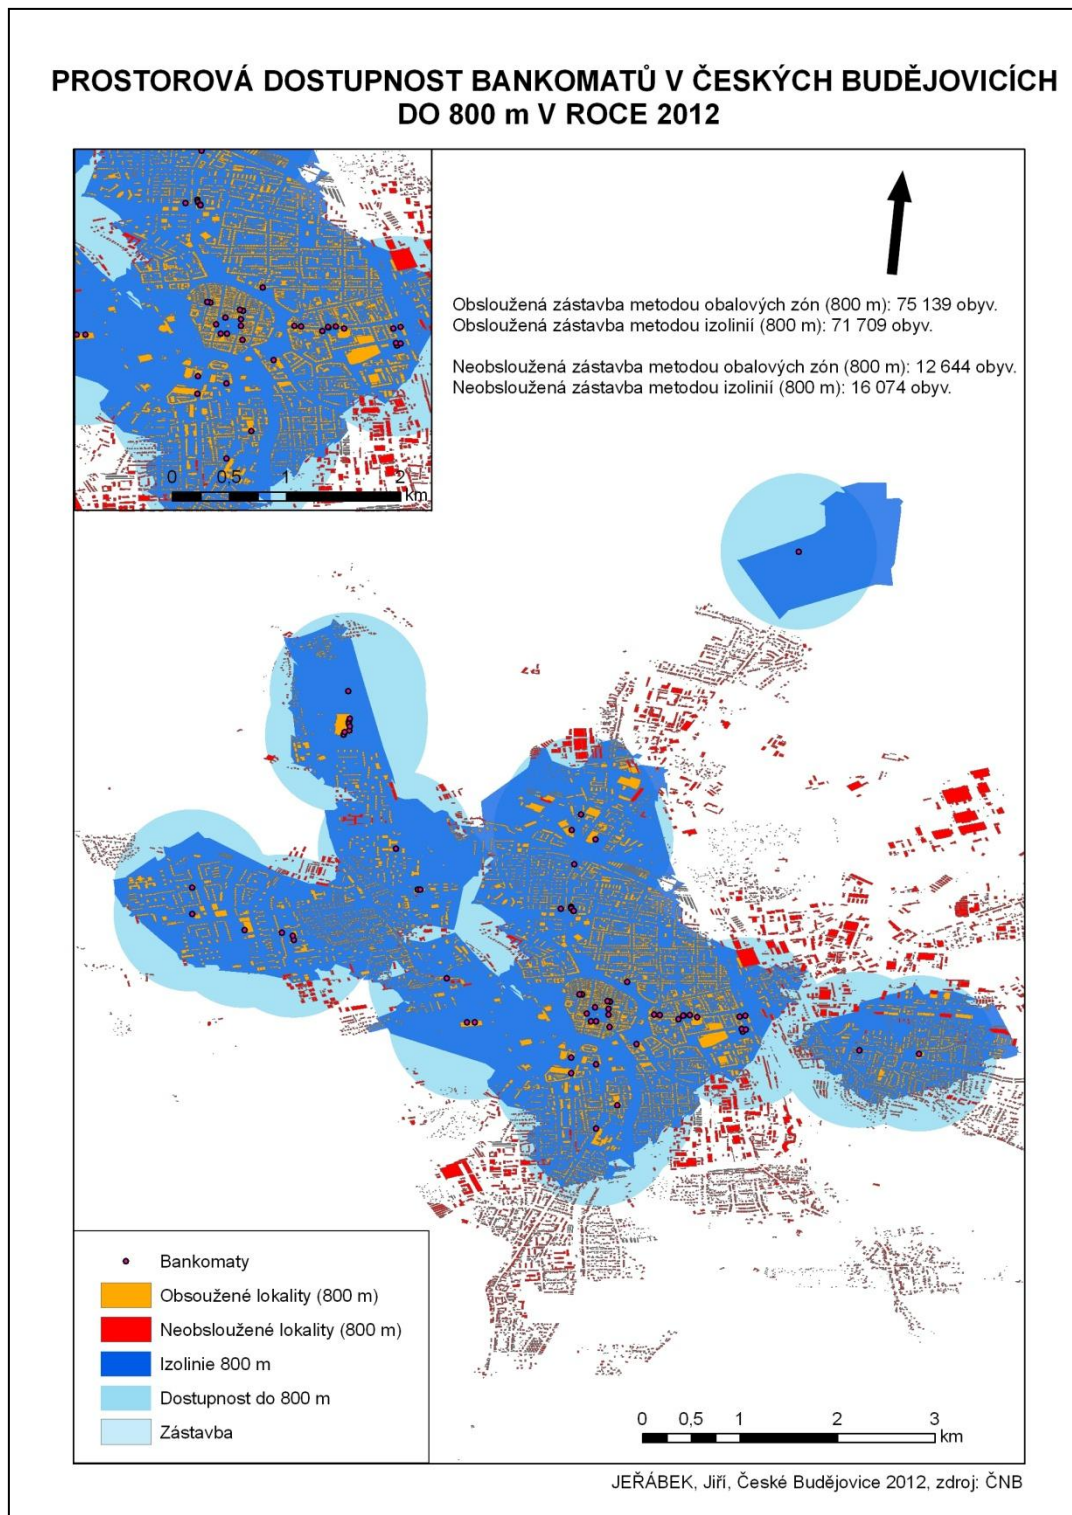 PROSTOROVÁ DOSTUPNOST BANKOMATŮ V ČESKÝCH BUDĚJOVICÍCH
DO 800 m V ROCE 2012
Obsloužená zástavba metodou obalových zón (800 m): 75 139 obyv.
Obsloužená zástavba metodou izolinií (800 m): 71 709 obyv.
Neobsloužená zástavba metodou obalových zón (800 m): 12 644 obyv.
Neobsloužená zástavba metodou izolinií (800 m): 16 074 obyv.
0 0,5 1 2
km
Bankomaty
Obsoužené lokality (800 m)
Neobsloužené lokality (800 m)
Izolinie 800 m
Dostupnost do 800 m
Zástavba
0 0,5 1 2 3
km
JEŘÁBEK, Jiří, České Budějovice 2012, zdroj: ČNB